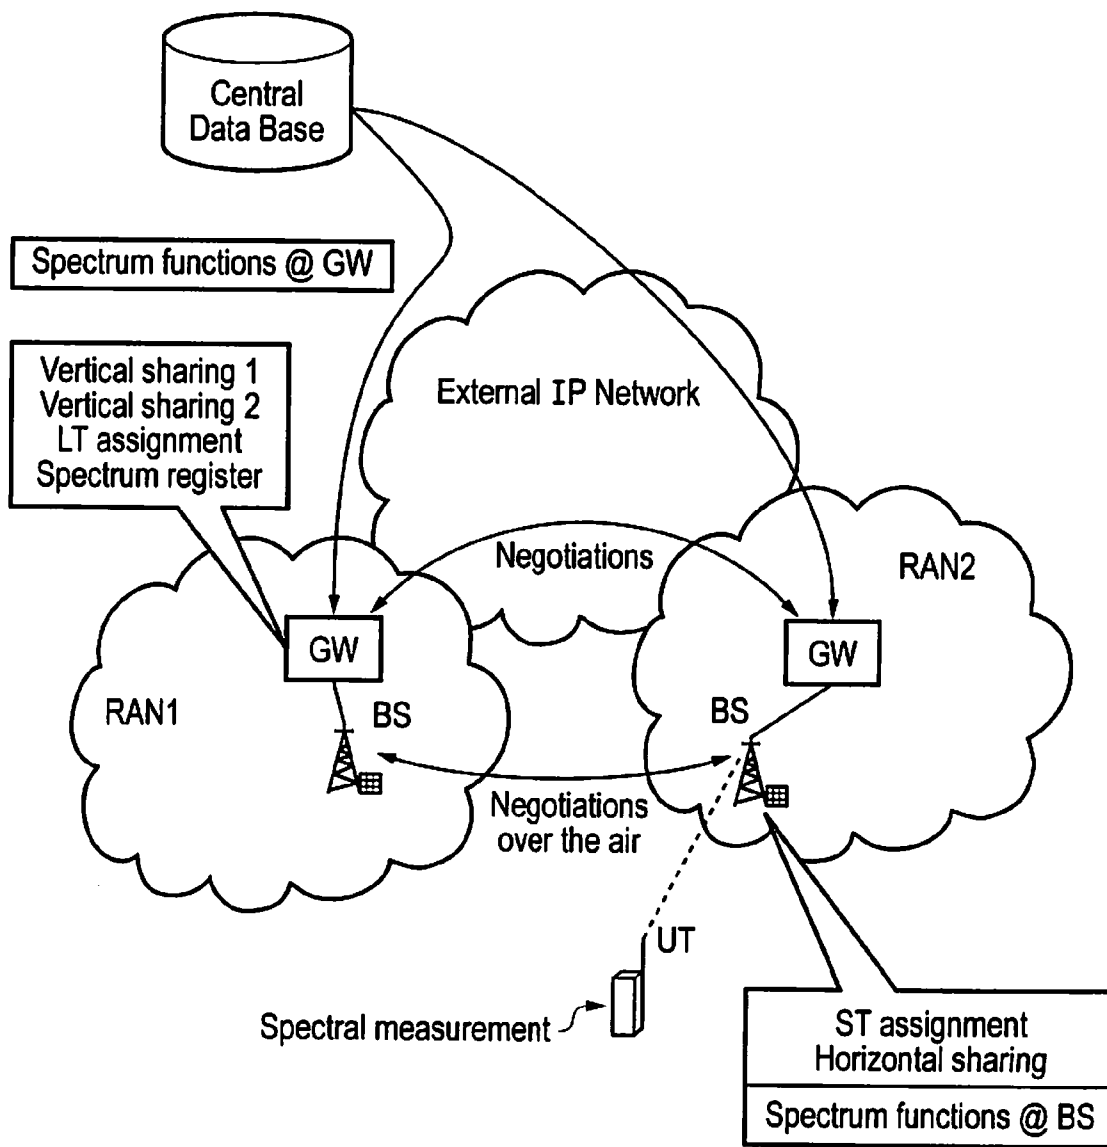 Central
Data Base
Spectrum functions @ GW
Vertical sharing 1
Vertical sharing 2
LT assignment
Spectrum register
External IP Network
Negotiations
RAN2
GW
GW
RAN1
BS
BS
Negotiations
over the air
UT
Spectral measurement
ST assignment
Horizontal sharing
Spectrum functions @ BS